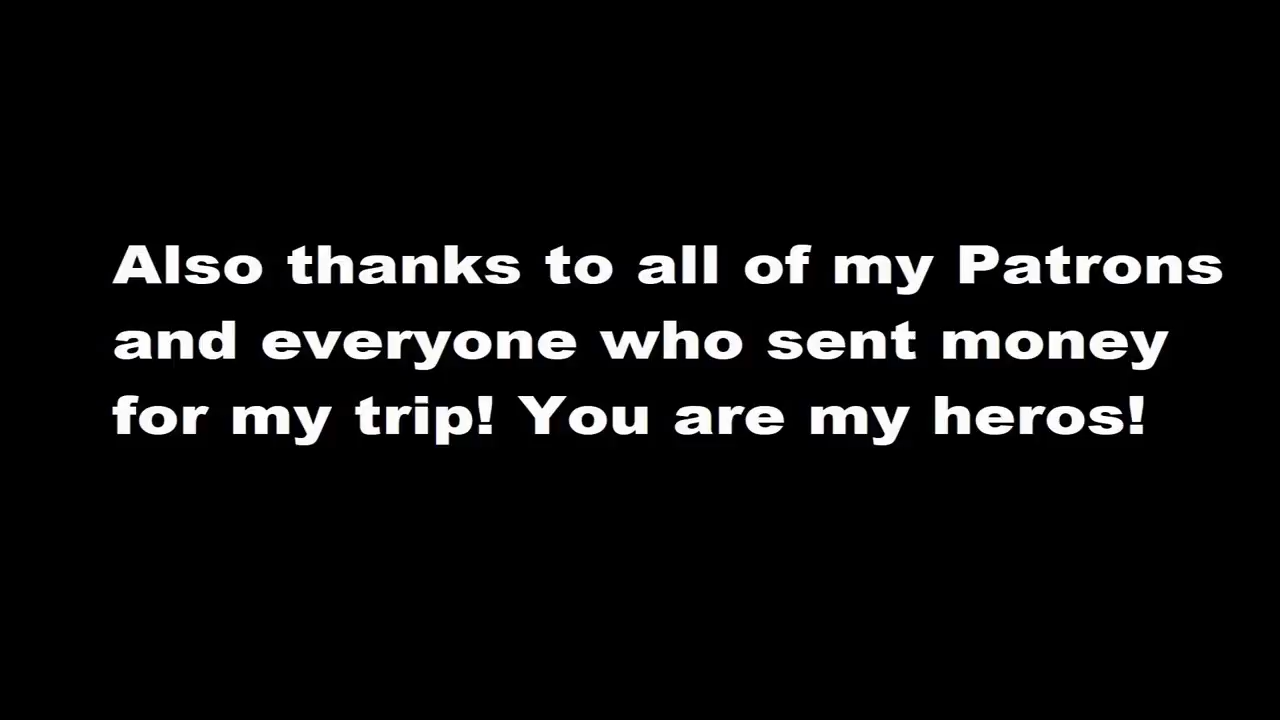 Also thanks to all of my Patrons
and everyone who sent money
for my trip! You are my heros!